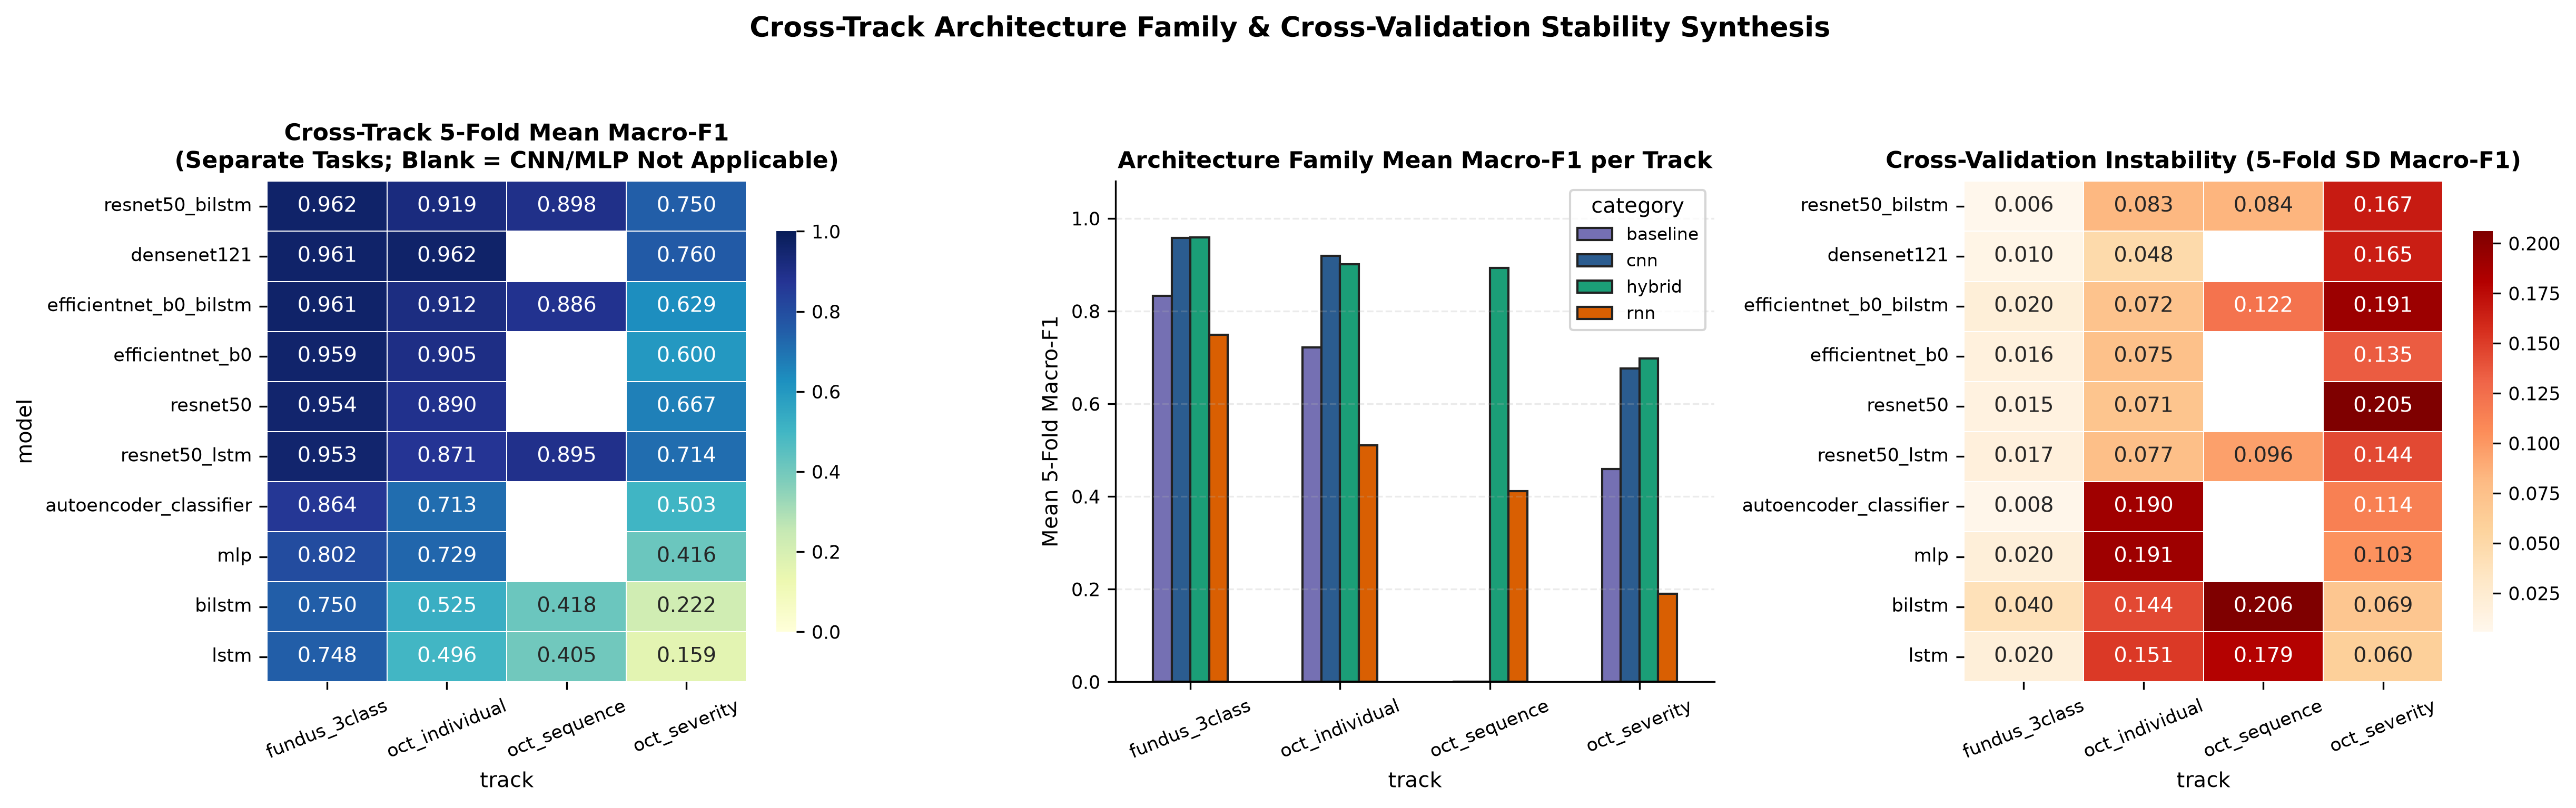 Cross-Track Architecture Family & Cross-Validation Stability Synthesis
Cross-Track 5-Fold Mean Macro-F1
(Separate Tasks; Blank = CNN/MLP Not Applicable)
model
resnet50_bilstm 0.962 0.919 0.898 0.750
densenet121 0.961 0.962 0.760
efficientnet_b0_bilstm 0.961 0.912 0.886 0.629
efficientnet_b0 0.959 0.905 0.600
resnet50 0.954 0.890 0.667
resnet50_lstm 0.953 0.871 0.895 0.714
autoencoder_classifier 0.864 0.713 0.503
mlp 0.802 0.729 0.416
bilstm 0.750 0.525 0.418 0.222
lstm 0.748 0.496 0.405 0.159
fundus_3class oct_individual oct_sequence oct_severity
track
1.0
0.8
0.6
0.4
0.2
0.0
Architecture Family Mean Macro-F1 per Track
Mean 5-Fold Macro-F1
1.0
0.8
0.6
0.4
0.2
0.0
category
baseline
cnn
hybrid
rnn
fundus_3class oct_individual oct_sequence oct_severity
track
Cross-Validation Instability (5-Fold SD Macro-F1)
resnet50_bilstm 0.006 0.083 0.084 0.167
densenet121 0.010 0.048 0.165
efficientnet_b0_bilstm 0.020 0.072 0.122 0.191
efficientnet_b0 0.016 0.075 0.135
resnet50 0.015 0.071 0.205
resnet50_lstm 0.017 0.077 0.096 0.144
autoencoder_classifier 0.008 0.190 0.114
mlp 0.020 0.191 0.103
bilstm 0.040 0.144 0.206 0.069
lstm 0.020 0.151 0.179 0.060
fundus_3class oct_individual oct_sequence oct_severity
track
0.200
0.175
0.150
0.125
0.100
0.075
0.050
0.025